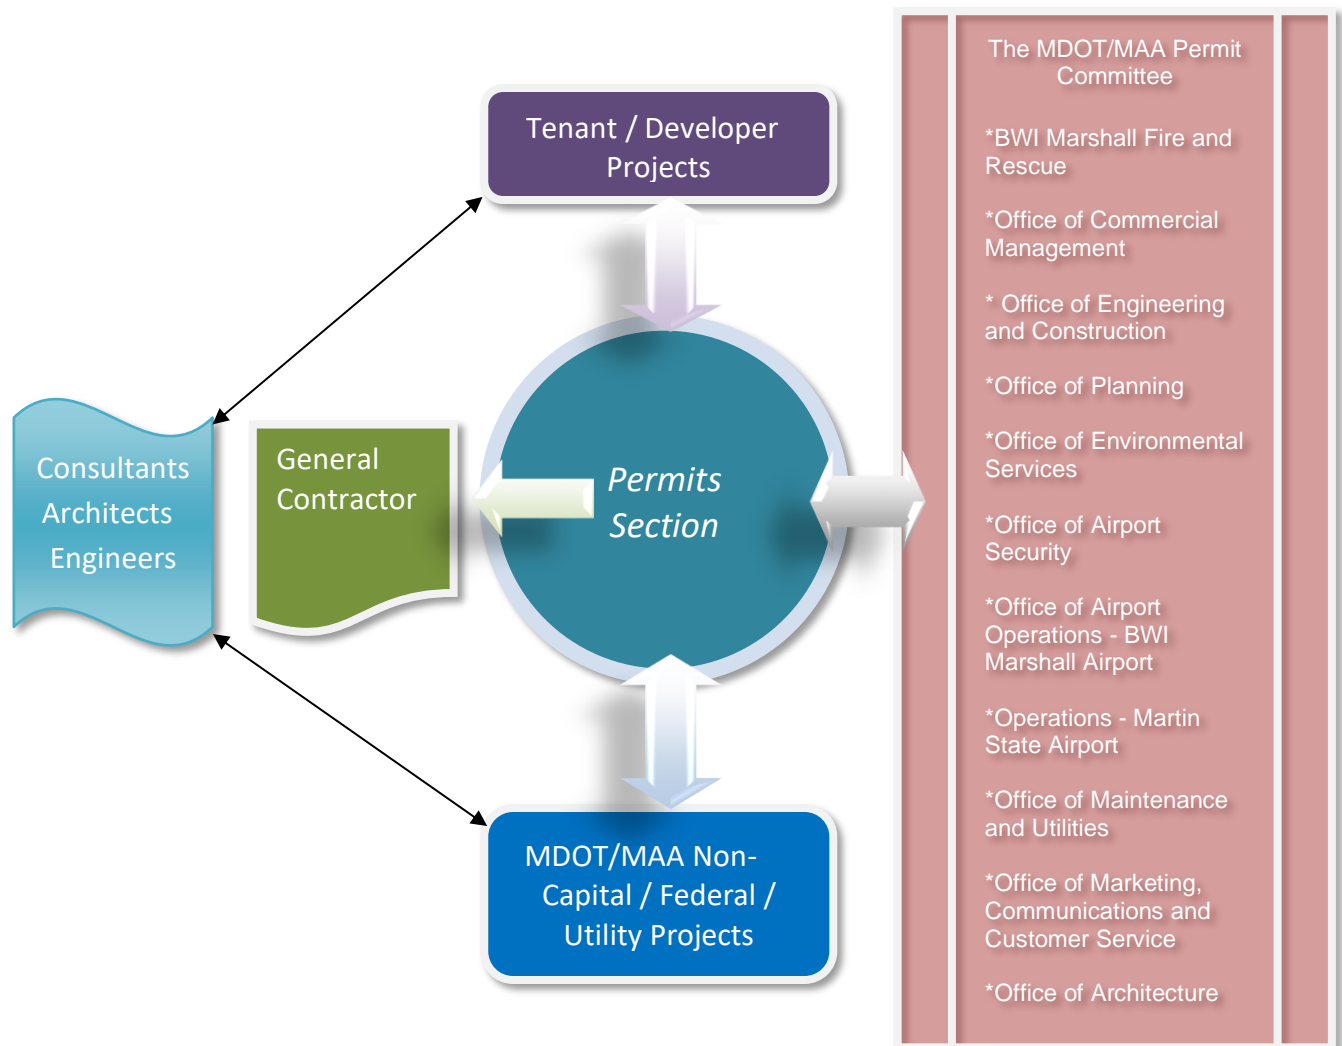 Tenant / Developer
Projects
Consultants
Architects
Engineers
General
Contractor
Permits
Section
MDOT/MAA Non-
Capital / Federal /
Utility Projects
The MDOT/MAA Permit
Committee
*BWI Marshall Fire and
Rescue
*Office of Commercial
Management
* Office of Engineering
and Construction
*Office of Planning
*Office of Environmental
Services
*Office of Airport
Security
*Office of Airport
Operations - BWI
Marshall Airport
*Operations - Martin
State Airport
*Office of Maintenance
and Utilities
*Office of Marketing,
Communications and
Customer Service
*Office of Architecture